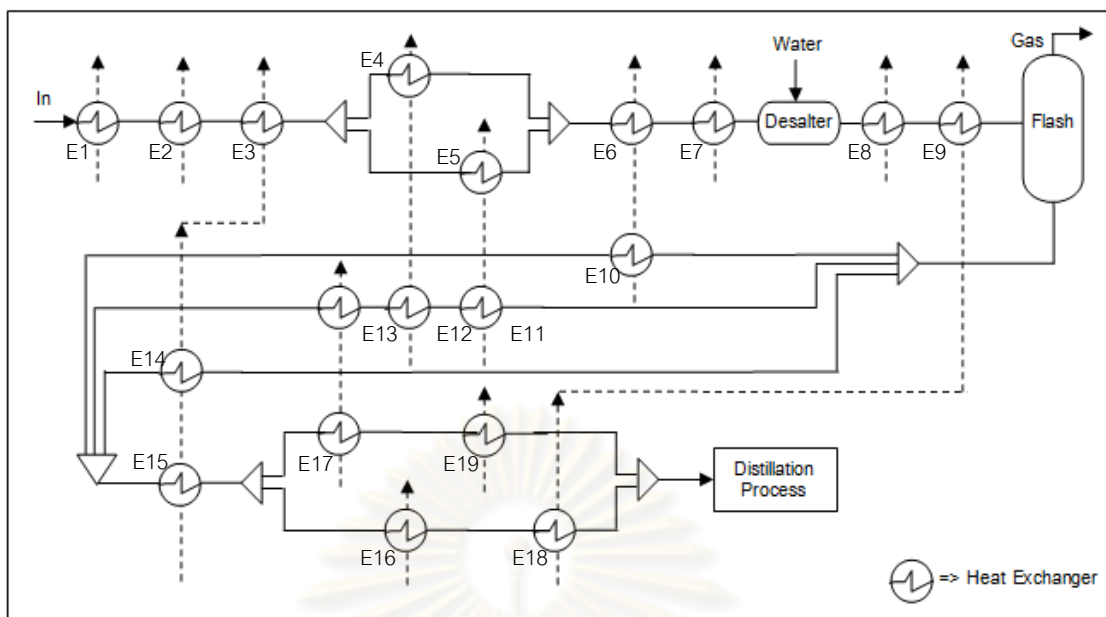 In
E1
E2
E3
E4
E5
E6
E7
Water
Desalter
E8
E9
Gas
Flash
E10
E13
E12
E11
E14
E15
E17
E19
E16
E18
Distillation
Process
=> Heat Exchanger